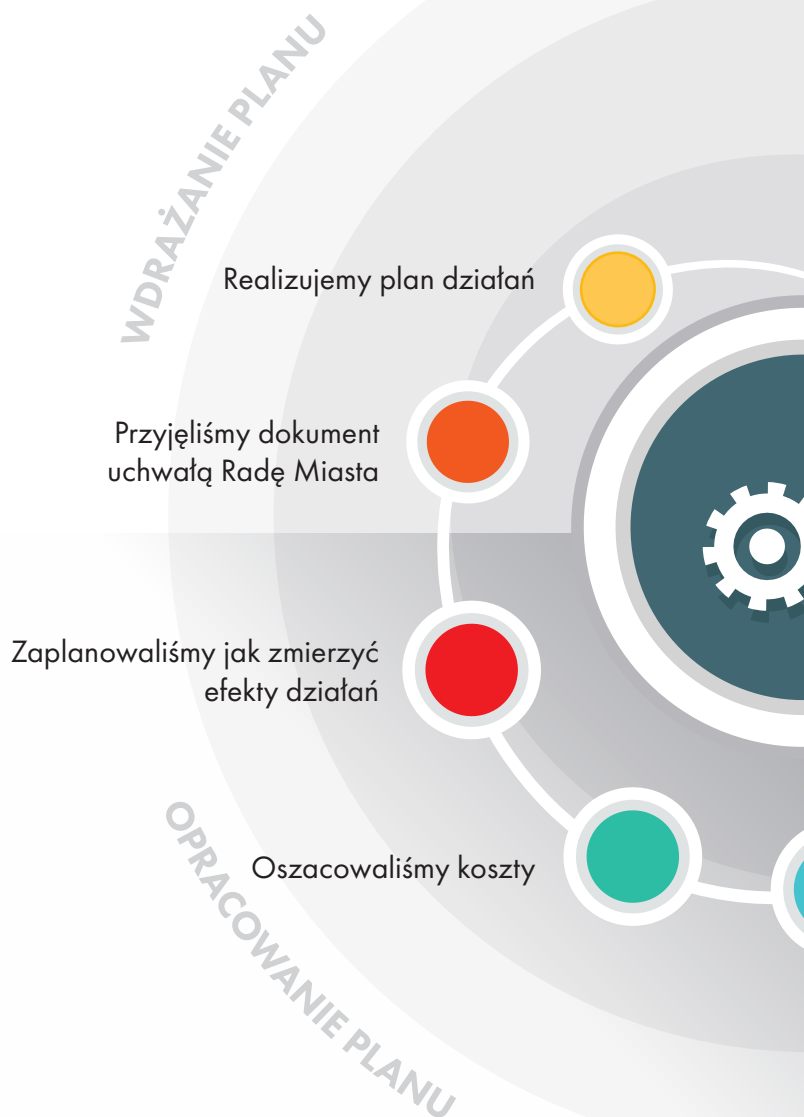 WDRAŻANIE PLANU
Realizujemy plan działań
Przyjęliśmy dokument
uchwałą Radę Miasta
Zaplanowaliśmy jak zmierzyć
efekty działań
Oszacowaliśmy koszty
OPRACOWANIE PLANU